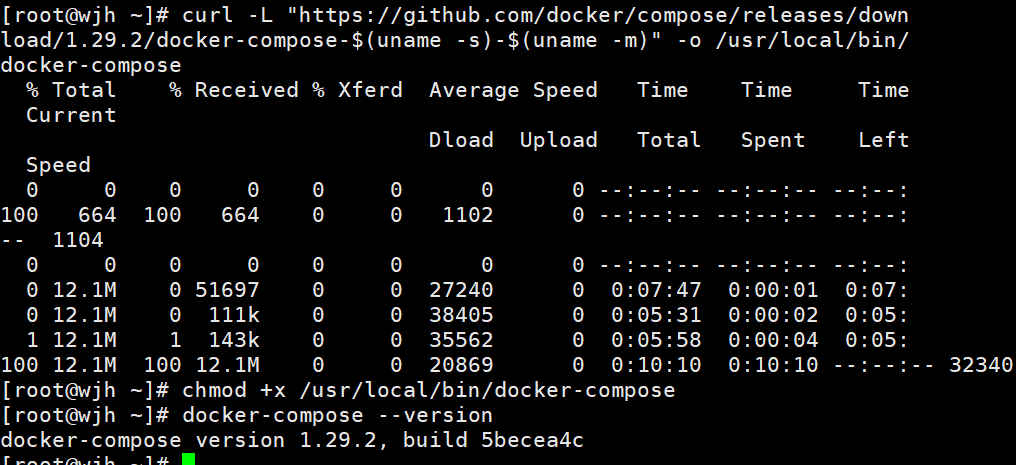 [root@wjh ~]# curl -L "https://github.com/docker/compose/releases/down
load/1.29.2/docker-compose-$(uname -s)-$(uname -m)" -o /usr/local/bin/
docker-compose
  % Total    % Received % Xferd  Average Speed   Time    Time     Time
  Current
                                 Dload  Upload   Total   Spent    Left
  Speed
  0     0    0     0    0     0      0      0 --:--:-- --:--:-- --:--:
100   664  100   664    0     0   1102      0 --:--:-- --:--:-- --:--:
--  1104
  0     0    0     0    0     0      0      0 --:--:-- --:--:-- --:--:
  0 12.1M    0 51697    0     0  27240      0  0:07:47  0:00:01  0:07:
  0 12.1M    0  111k    0     0  38405      0  0:05:31  0:00:02  0:05:
  1 12.1M    1  143k    0     0  35562      0  0:05:58  0:00:04  0:05:
100 12.1M  100 12.1M    0     0  20869      0  0:10:10  0:10:10 --:--:-- 32340
[root@wjh ~]# chmod +x /usr/local/bin/docker-compose
[root@wjh ~]# docker-compose --version
docker-compose version 1.29.2, build 5becea4c
[root@wjh ~]#